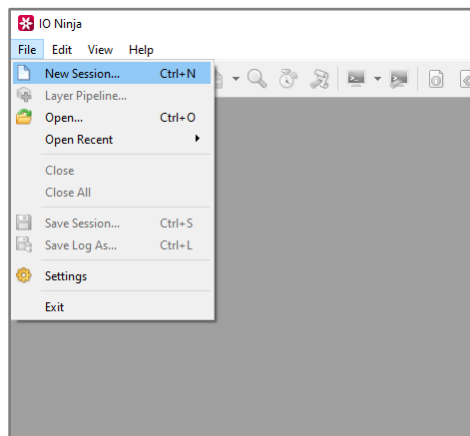 IO Ninja
File Edit View Help
New Session... Ctrl+N
Layer Pipeline...
Open... Ctrl+O
Open Recent
Close
Close All
Save Session... Ctrl+S
Save Log As... Ctrl+L
Settings
Exit